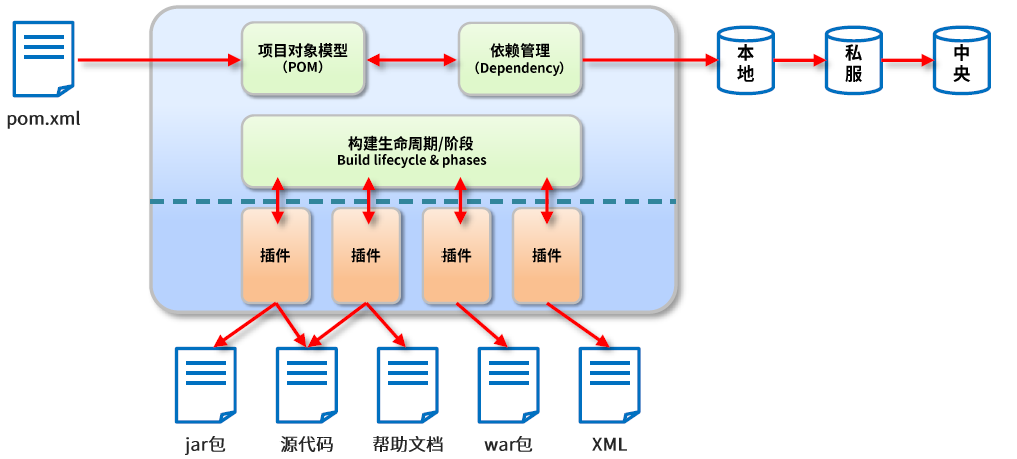 pom.xml
项目对象模型
（POM）
依赖管理
（Dependency）
本
地
私
服
中
央
构建生命周期/阶段
Build lifecycle & phases
插件
插件
插件
插件
jar包
源代码
帮助文档
war包
XML